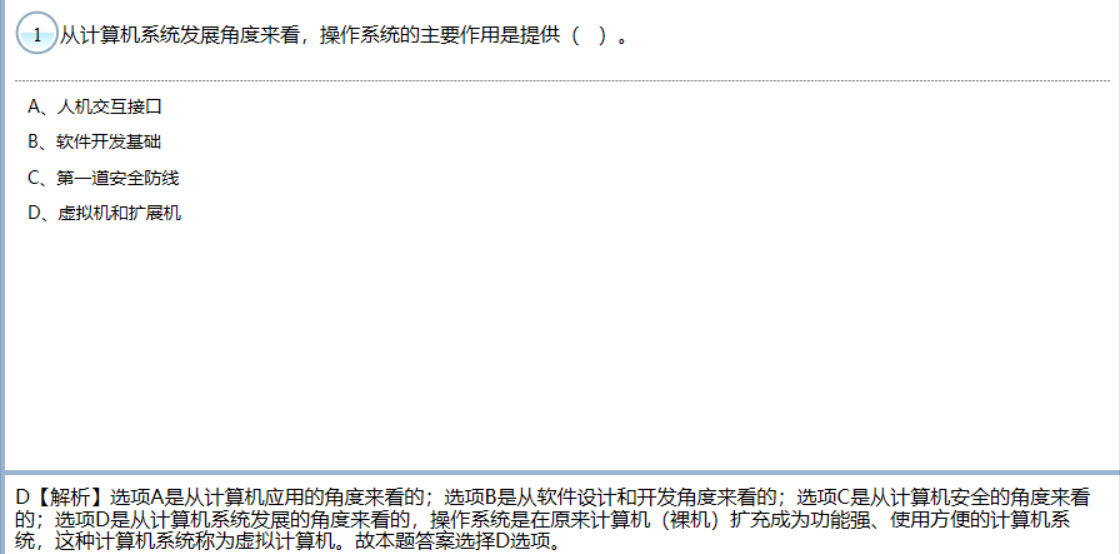 1 从计算机系统发展角度来看，操作系统的主要作用是提供（ ）。
A、人机交互接口
B、软件开发基础
C、第一道安全防线
D、虚拟机和扩展机
D【解析】选项A是从计算机应用的角度来看的；选项B是从软件设计和开发角度来看的；选项C是从计算机安全的角度来看
的；选项D是从计算机系统发展的角度来看的，操作系统是在原来计算机（裸机）扩充成为功能强、使用方便的计算机系
统，这种计算机系统称为虚拟计算机。故本题答案选择D选项。